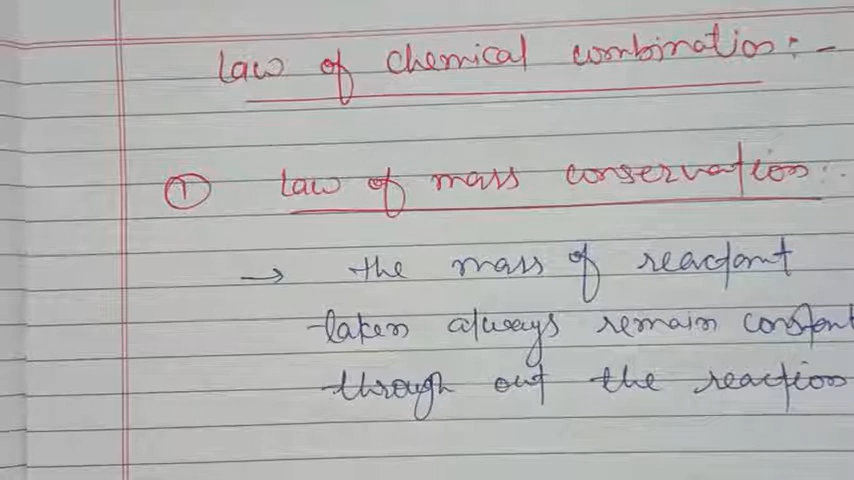 Law of chemical combination : -
① Law of mass conservation :
→ the mass of reactant
taken always remain constant
through out the reaction